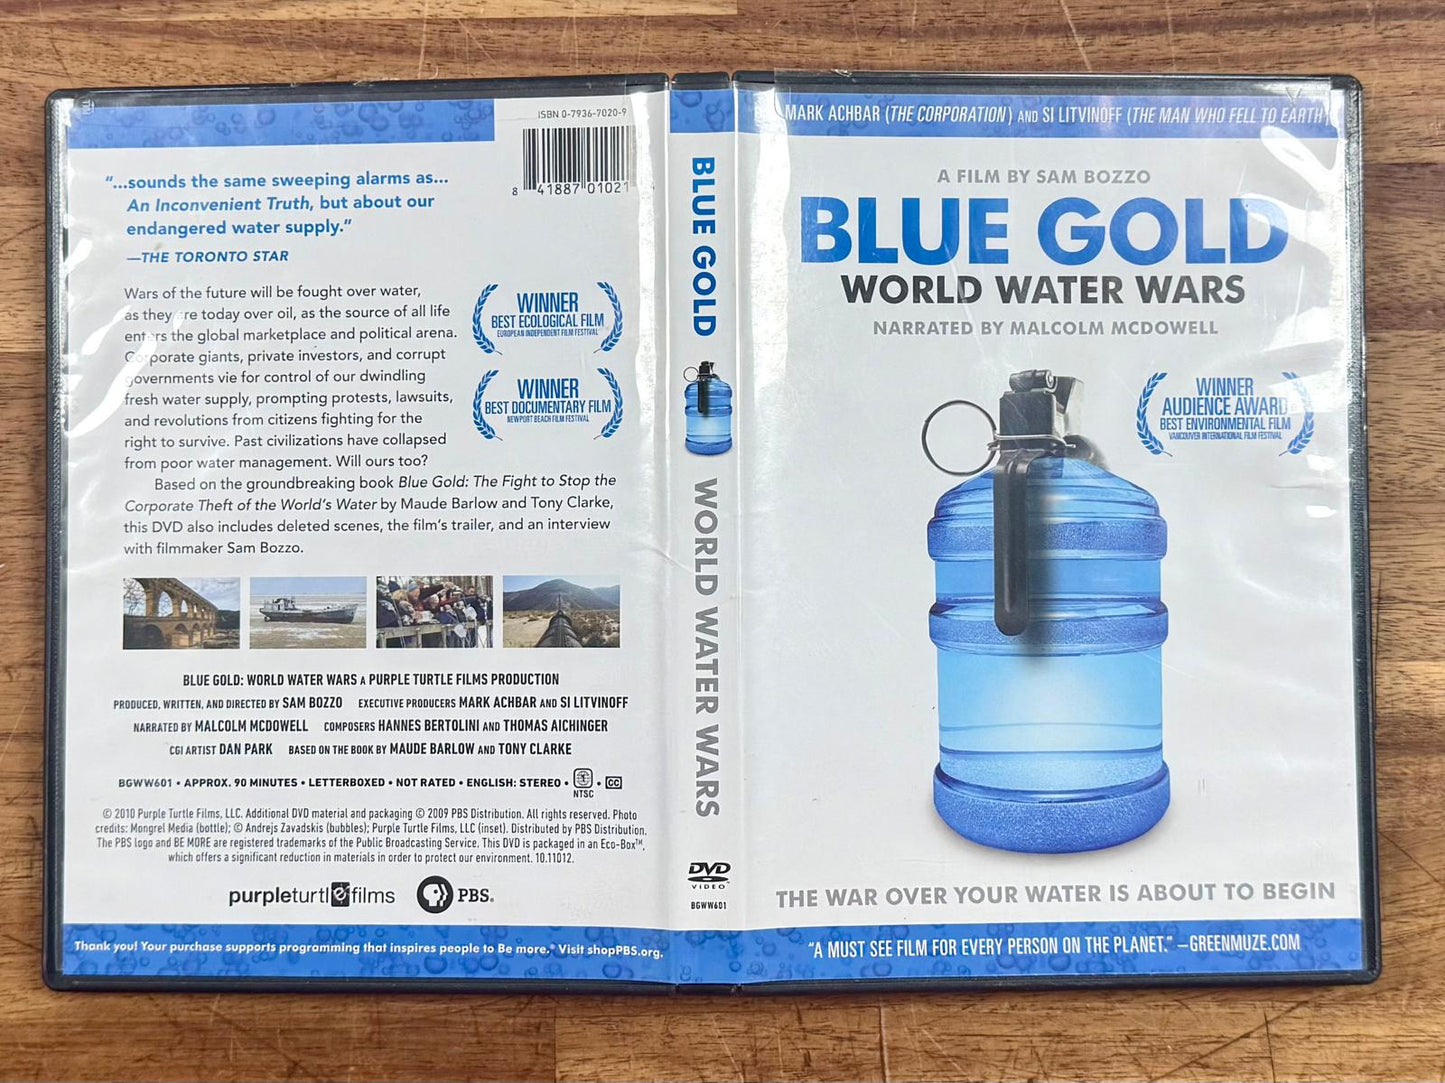 ISBN 0-7936-7020-9
8 41887 01021
"...sounds the same sweeping alarms as...
An Inconvenient Truth, but about our
endangered water supply."
—THE TORONTO STAR
Wars of the future will be fought over water,
as they are today over oil, as the source of all life
enters the global marketplace and political arena.
Corporate giants, private investors, and corrupt
governments vie for control of our dwindling
fresh water supply, prompting protests, lawsuits,
and revolutions from citizens fighting for the
right to survive. Past civilizations have collapsed
from poor water management. Will ours too?
Based on the groundbreaking book Blue Gold: The Fight to Stop the
Corporate Theft of the World's Water by Maude Barlow and Tony Clarke,
this DVD also includes deleted scenes, the film's trailer, and an interview
with filmmaker Sam Bozzo.
WINNER
BEST ECOLOGICAL FILM
EUROPEAN INDEPENDENT FILM FESTIVAL
WINNER
BEST DOCUMENTARY FILM
NEWPORT BEACH FILM FESTIVAL
BLUE GOLD: WORLD WATER WARS A PURPLE TURTLE FILMS PRODUCTION
PRODUCED, WRITTEN, AND DIRECTED BY SAM BOZZO EXECUTIVE PRODUCERS MARK ACHBAR AND SI LITVINOFF
NARRATED BY MALCOLM MCDOWELL COMPOSERS HANNES BERTOLINI AND THOMAS AICHINGER
CGI ARTIST DAN PARK BASED ON THE BOOK BY MAUDE BARLOW AND TONY CLARKE
BGWW601 • APPROX. 90 MINUTES • LETTERBOXED • NOT RATED • ENGLISH: STEREO • NTSC • CC
© 2010 Purple Turtle Films, LLC. Additional DVD material and packaging © 2009 PBS Distribution. All rights reserved. Photo
credits: Mongrel Media (bottle); © Andrejs Zavadskis (bubbles); Purple Turtle Films, LLC (inset). Distributed by PBS Distribution.
The PBS logo and BE MORE are registered trademarks of the Public Broadcasting Service. This DVD is packaged in an Eco-Box™,
which offers a significant reduction in materials in order to protect our environment. 10.11012.
purpleturtlefilms
PBS.
Thank you! Your purchase supports programming that inspires people to Be more.® Visit shopPBS.org.
BLUE GOLD
WORLD WATER WARS
DVD
VIDEO
BGWW601
MARK ACHBAR (THE CORPORATION) AND SI LITVINOFF (THE MAN WHO FELL TO EARTH)
A FILM BY SAM BOZZO
BLUE GOLD
WORLD WATER WARS
NARRATED BY MALCOLM MCDOWELL
WINNER
AUDIENCE AWARD
BEST ENVIRONMENTAL FILM
VANCOUVER INTERNATIONAL FILM FESTIVAL
THE WAR OVER YOUR WATER IS ABOUT TO BEGIN
"A MUST SEE FILM FOR EVERY PERSON ON THE PLANET." —GREENMUZE.COM